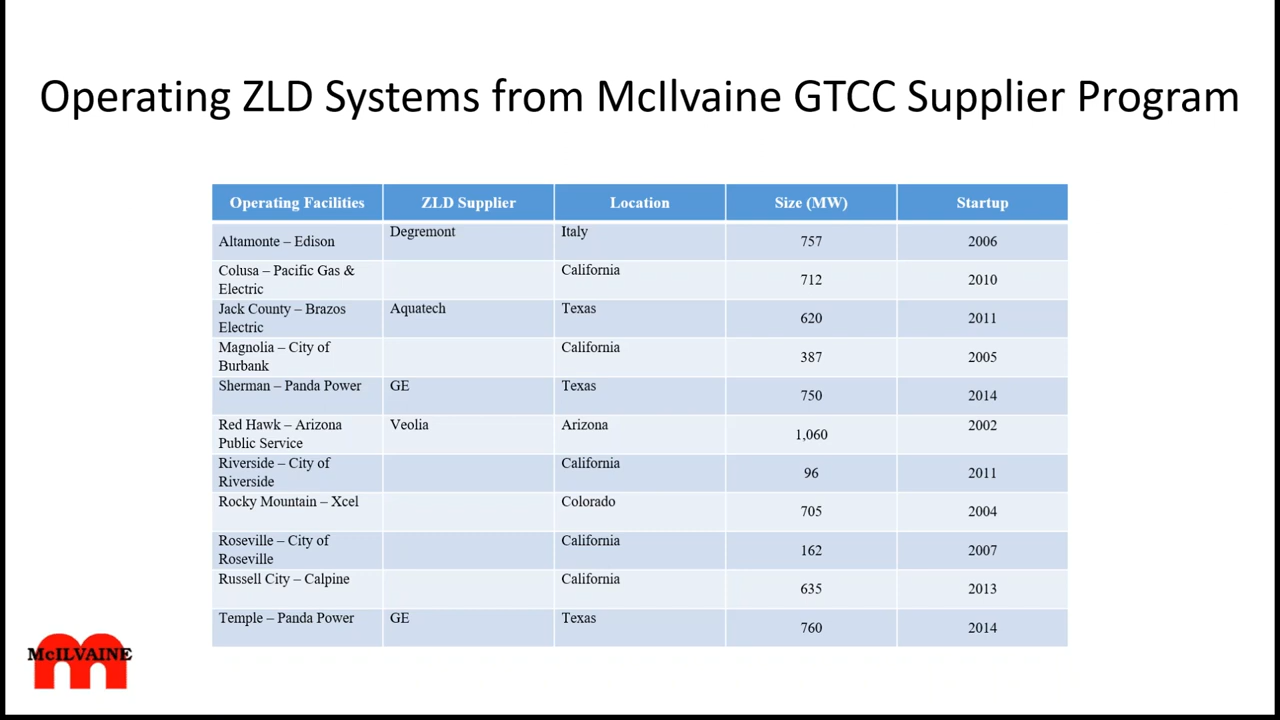 Operating ZLD Systems from McIlvaine GTCC Supplier Program
Operating Facilities ZLD Supplier Location Size (MW) Startup
Altamonte – Edison Degremont Italy 757 2006
Colusa – Pacific Gas &
Electric California 712 2010
Jack County – Brazos
Electric Aquatech Texas 620 2011
Magnolia – City of
Burbank California 387 2005
Sherman – Panda Power GE Texas 750 2014
Red Hawk – Arizona
Public Service Veolia Arizona 1,060 2002
Riverside – City of
Riverside California 96 2011
Rocky Mountain – Xcel Colorado 705 2004
Roseville – City of
Roseville California 162 2007
Russell City – Calpine California 635 2013
Temple – Panda Power GE Texas 760 2014
McILVAINE